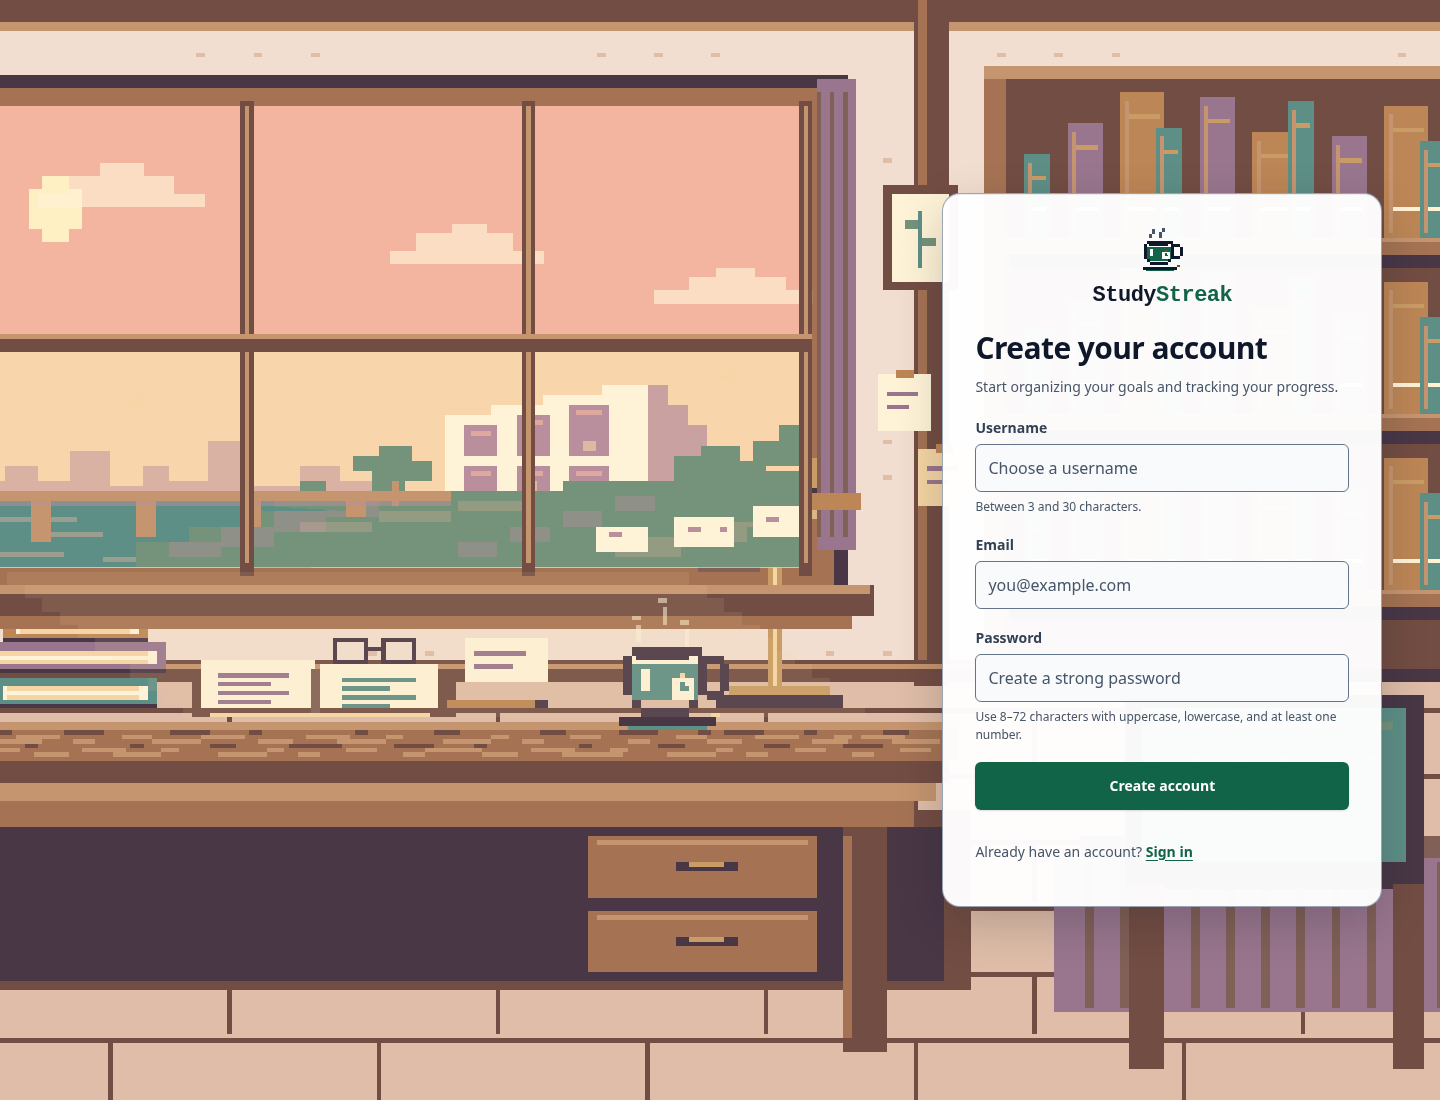 StudyStreak
Create your account
Start organizing your goals and tracking your progress.
Username
Choose a username
Between 3 and 30 characters.
Email
you@example.com
Password
Create a strong password
Use 8–72 characters with uppercase, lowercase, and at least one
number.
Create account
Already have an account? Sign in